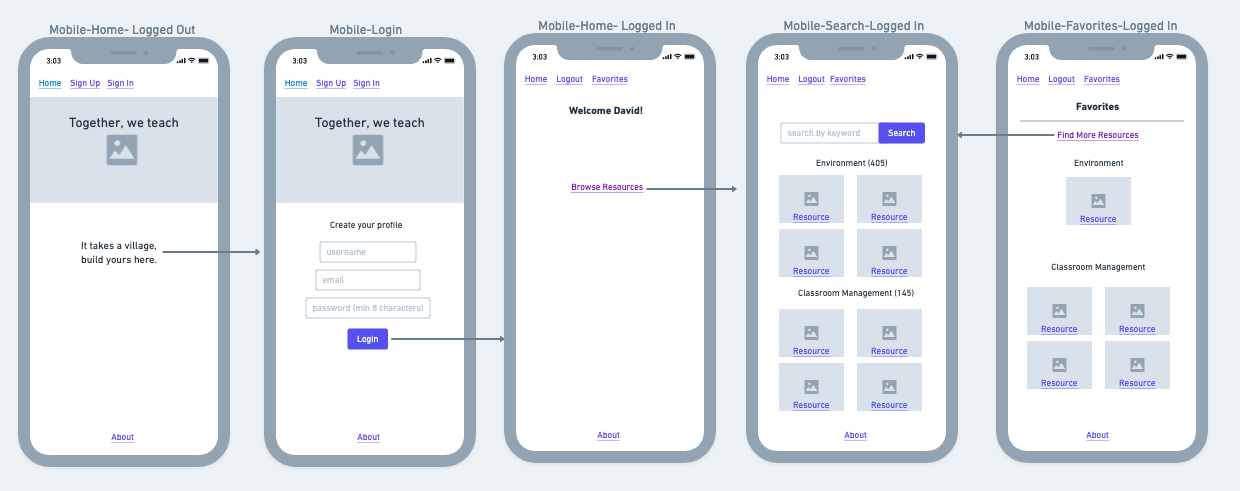 Mobile-Home- Logged Out
3:03
Home Sign Up Sign In
Together, we teach
It takes a village,
build yours here.
About
Mobile-Login
3:03
Home Sign Up Sign In
Together, we teach
Create your profile
username
email
password (min 8 characters)
Login
About
Mobile-Home- Logged In
3:03
Home Logout Favorites
Welcome David!
Browse Resources
About
Mobile-Search-Logged In
3:03
Home Logout Favorites
search by keyword Search
Environment (405)
Resource Resource
Resource Resource
Classroom Management (145)
Resource Resource
Resource Resource
About
Mobile-Favorites-Logged In
3:03
Home Logout Favorites
Favorites
Find More Resources
Environment
Resource
Classroom Management
Resource Resource
Resource Resource
About